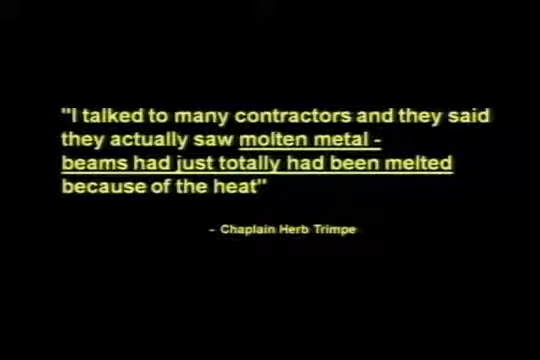 "I talked to many contractors and they said
they actually saw molten metal -
beams had just totally had been melted
because of the heat"
- Chaplain Herb Trimpe